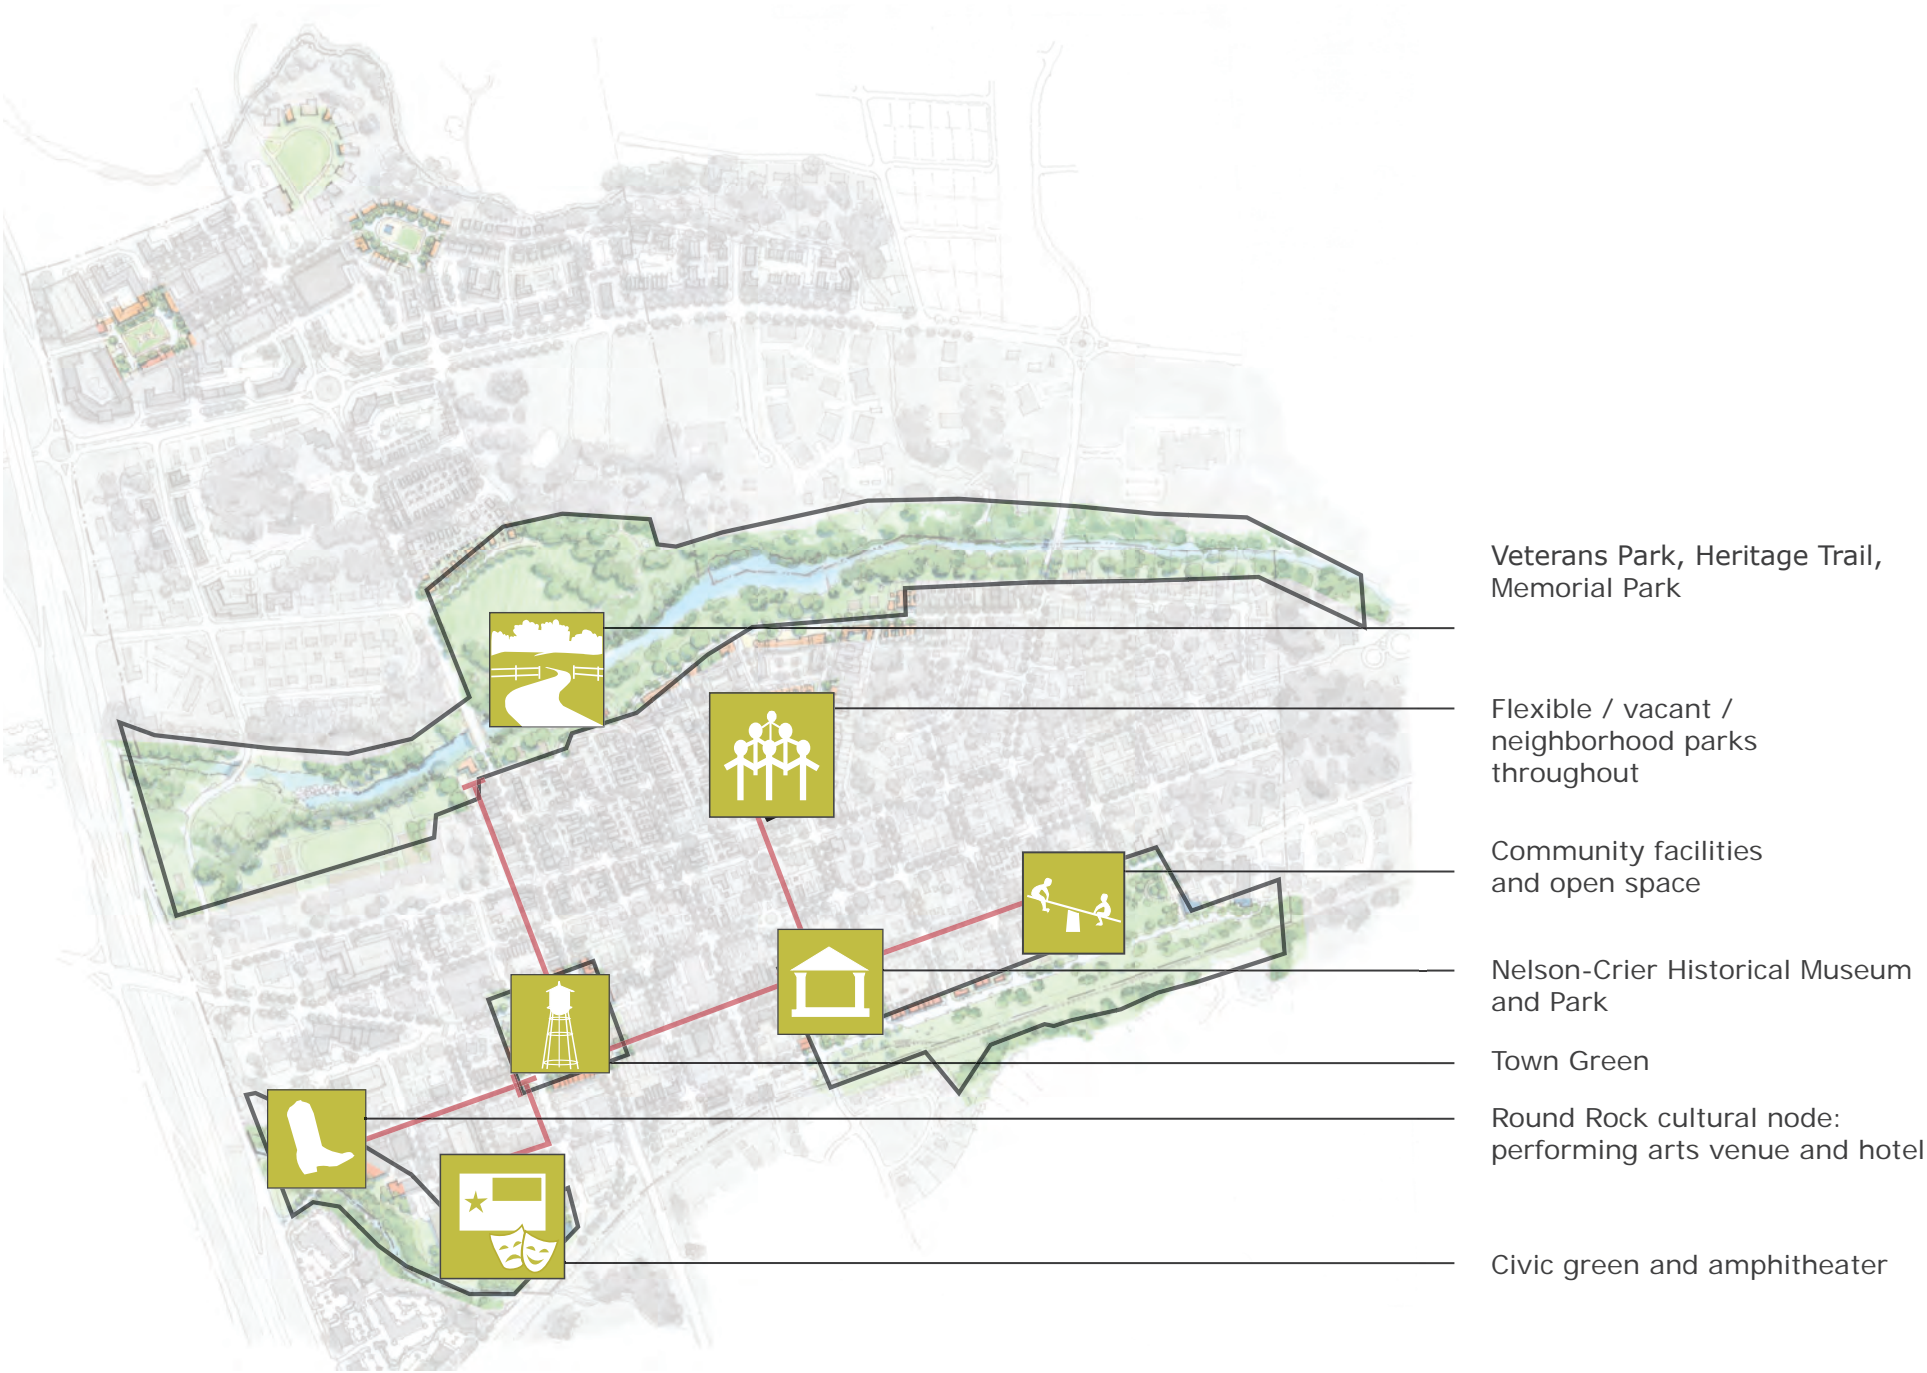 Veterans Park, Heritage Trail,
Memorial Park
Flexible / vacant /
neighborhood parks
throughout
Community facilities
and open space
Nelson-Crier Historical Museum
and Park
Town Green
Round Rock cultural node:
performing arts venue and hotel
Civic green and amphitheater